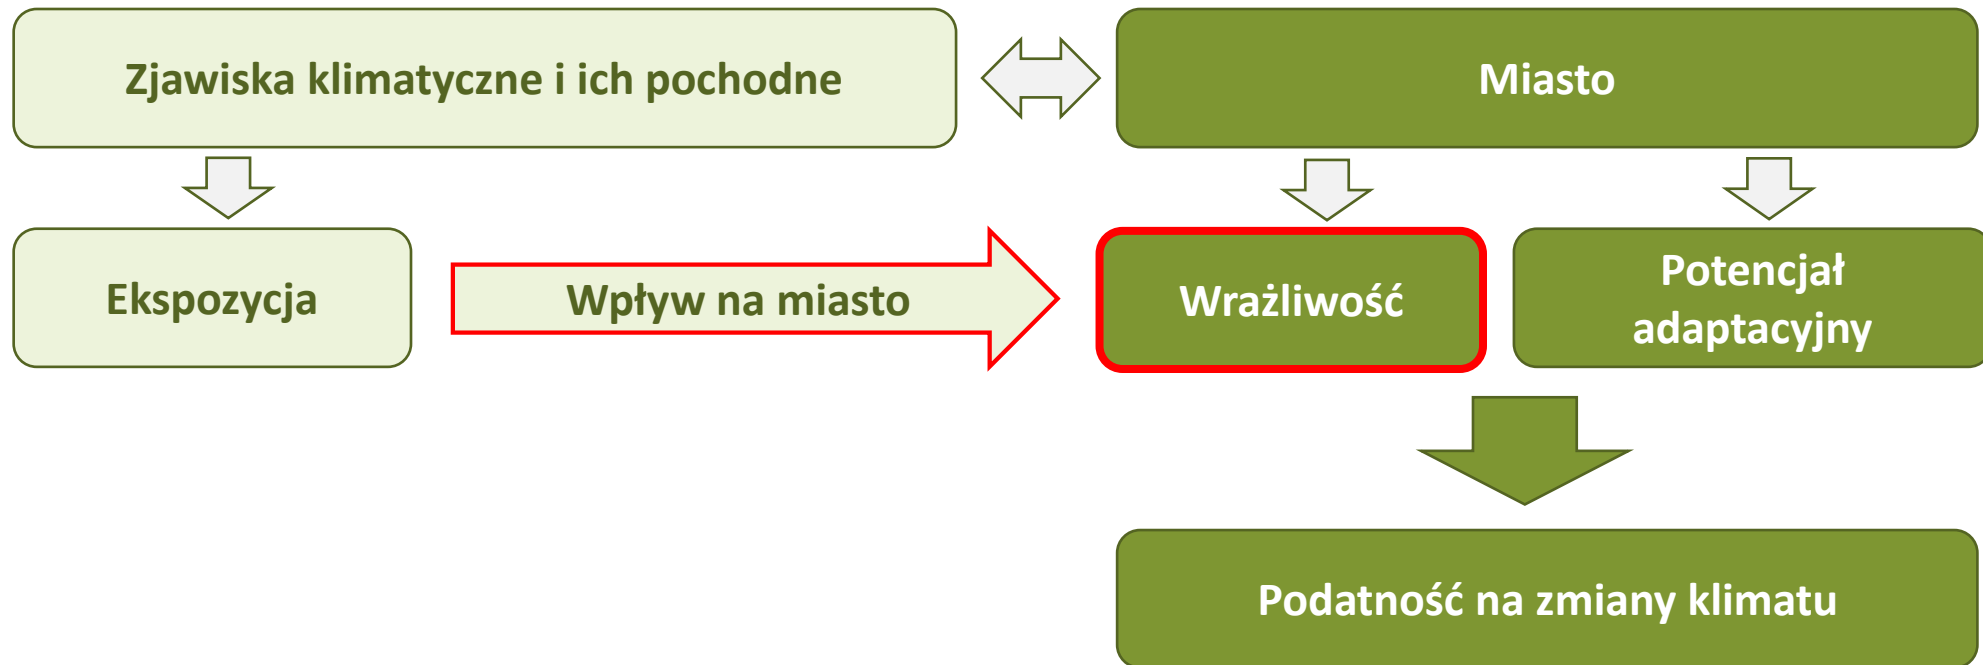 Zjawiska klimatyczne i ich pochodne
Miasto
Ekspozycja
Wpływ na miasto
Wrażliwość
Potencjał
adaptacyjny
Podatność na zmiany klimatu